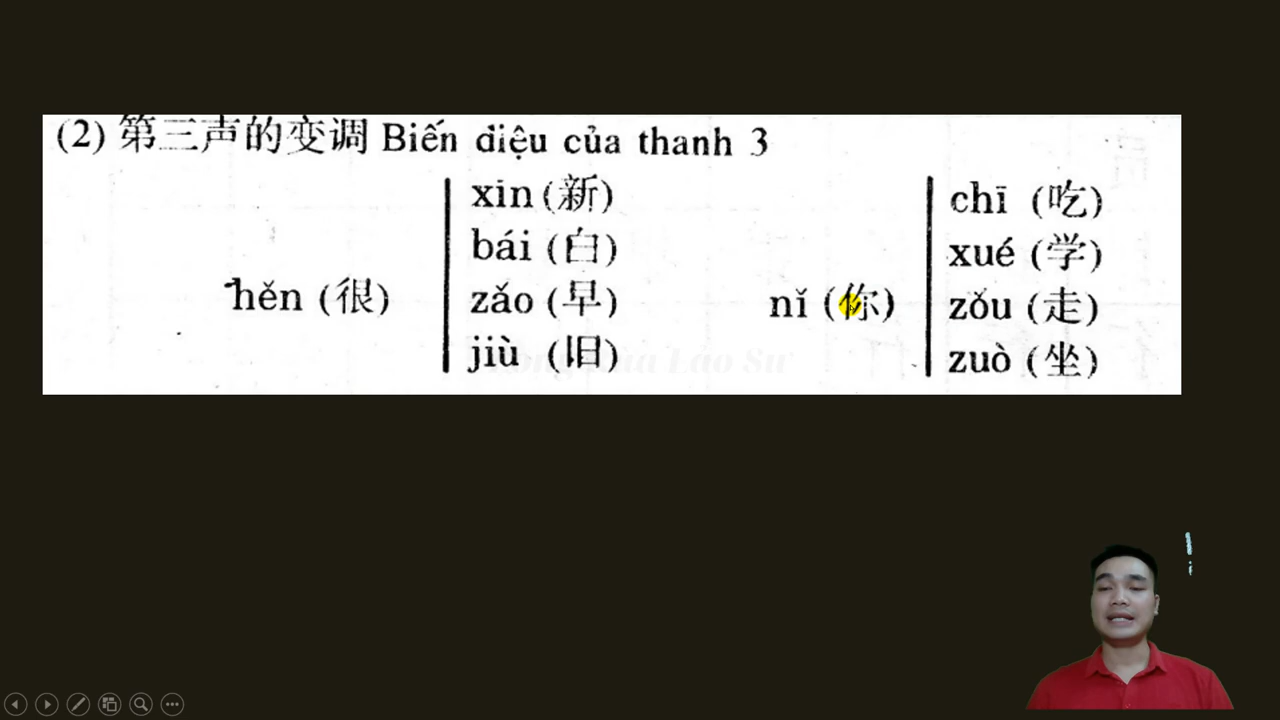 (2) 第三声的变调 Biến điệu của thanh 3
xīn (新)
bái (白)
hěn (很)
zǎo (早)
jiù (旧)
chī (吃)
xué (学)
nǐ (你)
zǒu (走)
zuò (坐)